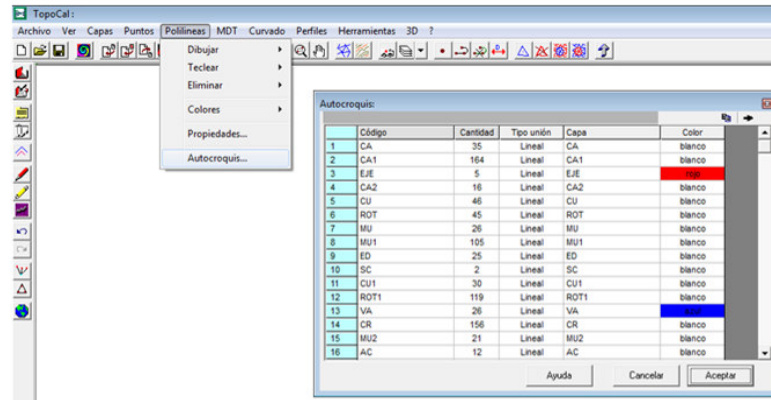 TopoCal:
Archivo Ver Capas Puntos Polilíneas MDT Curvado Perfiles Herramientas 3D ?
Dibujar
Teclear
Eliminar
Colores
Propiedades...
Autocroquis...
Autocroquis:
Código Cantidad Tipo unión Capa Color
1 CA 35 Lineal CA blanco
2 CA1 164 Lineal CA1 blanco
3 EJE 5 Lineal EJE rojo
4 CA2 16 Lineal CA2 blanco
5 CU 46 Lineal CU blanco
6 ROT 45 Lineal ROT blanco
7 MU 26 Lineal MU blanco
8 MU1 105 Lineal MU1 blanco
9 ED 25 Lineal ED blanco
10 SC 2 Lineal SC blanco
11 CU1 30 Lineal CU1 blanco
12 ROT1 119 Lineal ROT1 blanco
13 VA 26 Lineal VA
14 CR 156 Lineal CR blanco
15 MU2 21 Lineal MU2 blanco
16 AC 12 Lineal AC blanco
Ayuda Cancelar Aceptar